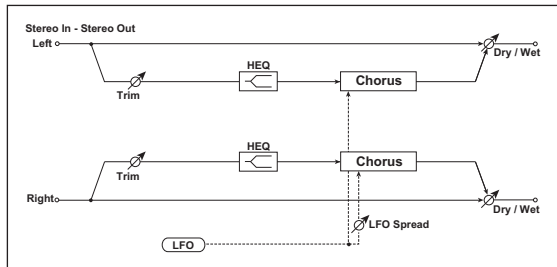 Stereo In - Stereo Out
Left
Dry / Wet
HEQ
Trim
Chorus
HEQ
Trim
Chorus
Right
Dry / Wet
LFO Spread
LFO